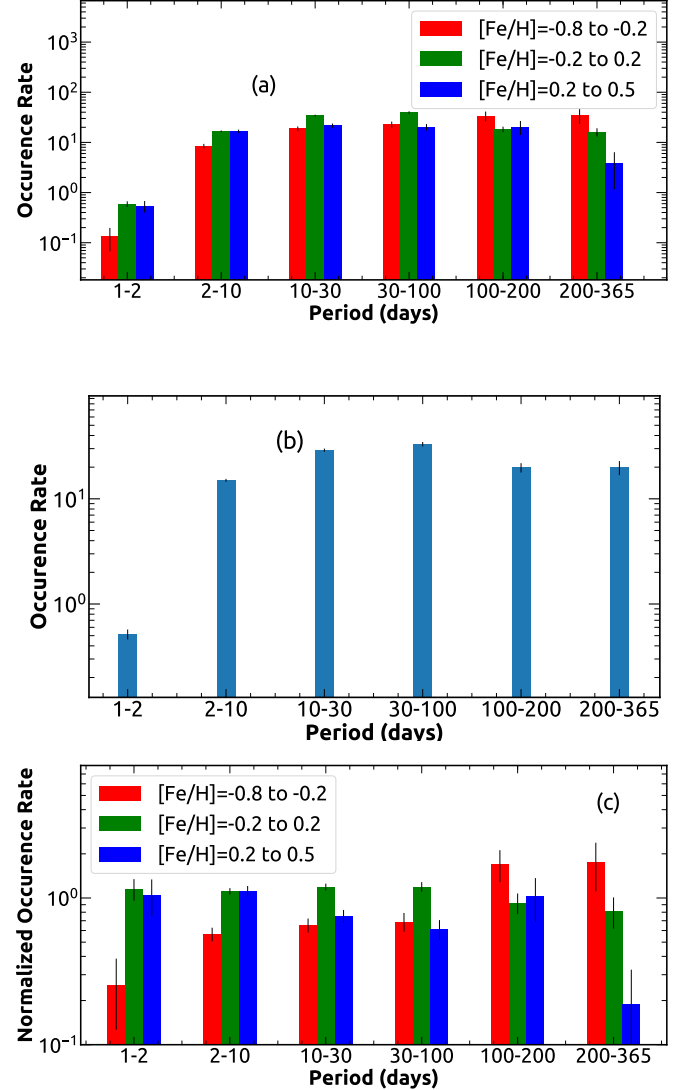 (a)
[Fe/H]=-0.8 to -0.2
[Fe/H]=-0.2 to 0.2
[Fe/H]=0.2 to 0.5
Occurence Rate
10³
10²
10¹
10⁰
10⁻¹
1-2 2-10 10-30 30-100 100-200 200-365
Period (days)
(b)
Occurence Rate
10¹
10⁰
1-2 2-10 10-30 30-100 100-200 200-365
Period (days)
[Fe/H]=-0.8 to -0.2
[Fe/H]=-0.2 to 0.2
[Fe/H]=0.2 to 0.5
(c)
Normalized Occurence Rate
10⁰
10⁻¹
1-2 2-10 10-30 30-100 100-200 200-365
Period (days)